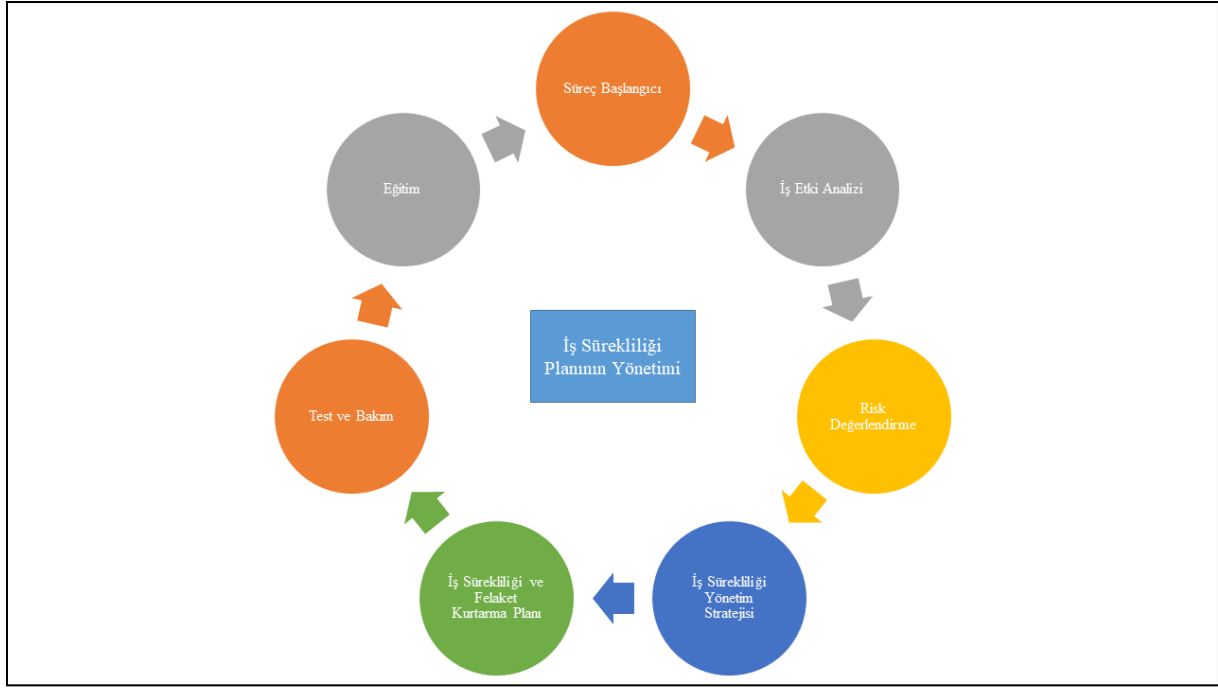 Süreç Başlangıcı
İş Etki Analizi
Risk
Değerlendirme
İş Sürekliliği
Yönetim
Stratejisi
İş Sürekliliği ve
Felaket
Kurtarma Planı
Test ve Bakım
Eğitim
İş Sürekliliği
Planının Yönetimi